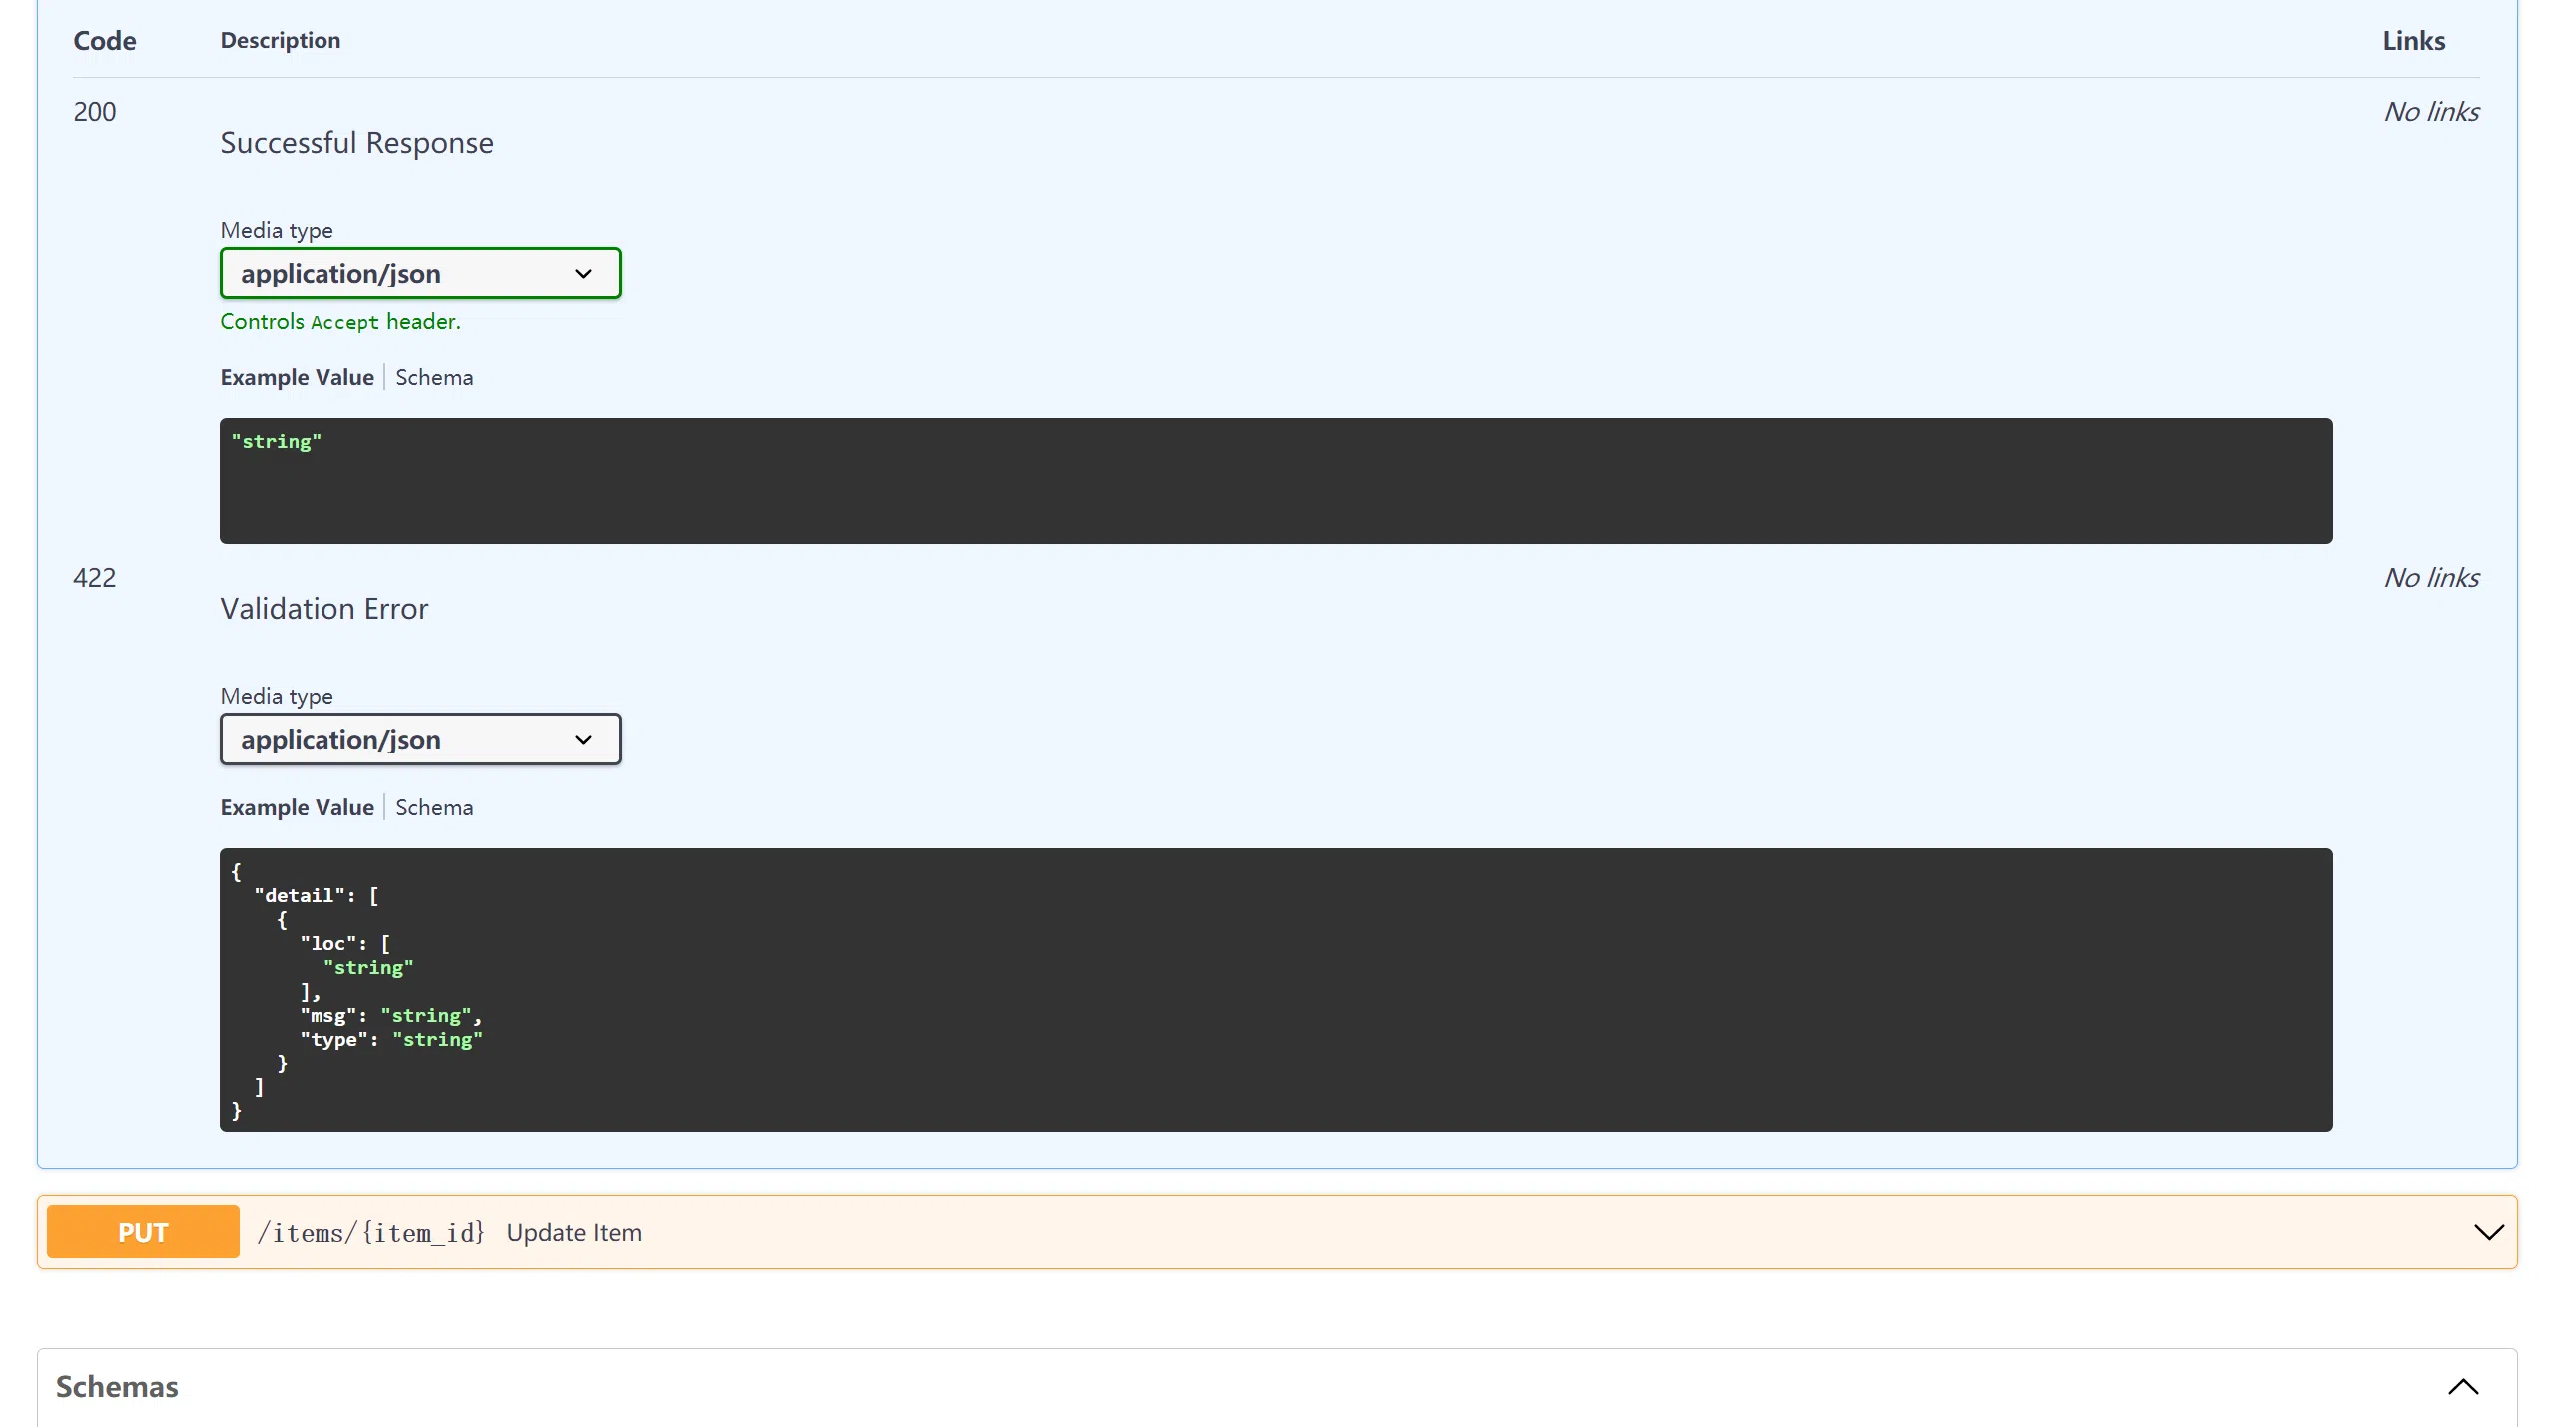 Code Description Links
200 No links
Successful Response
Media type
application/json
Controls Accept header.
Example Value Schema
"string"
422 No links
Validation Error
Media type
application/json
Example Value Schema
{
  "detail": [
    {
      "loc": [
        "string"
      ],
      "msg": "string",
      "type": "string"
    }
  ]
}
PUT /items/{item_id} Update Item
Schemas